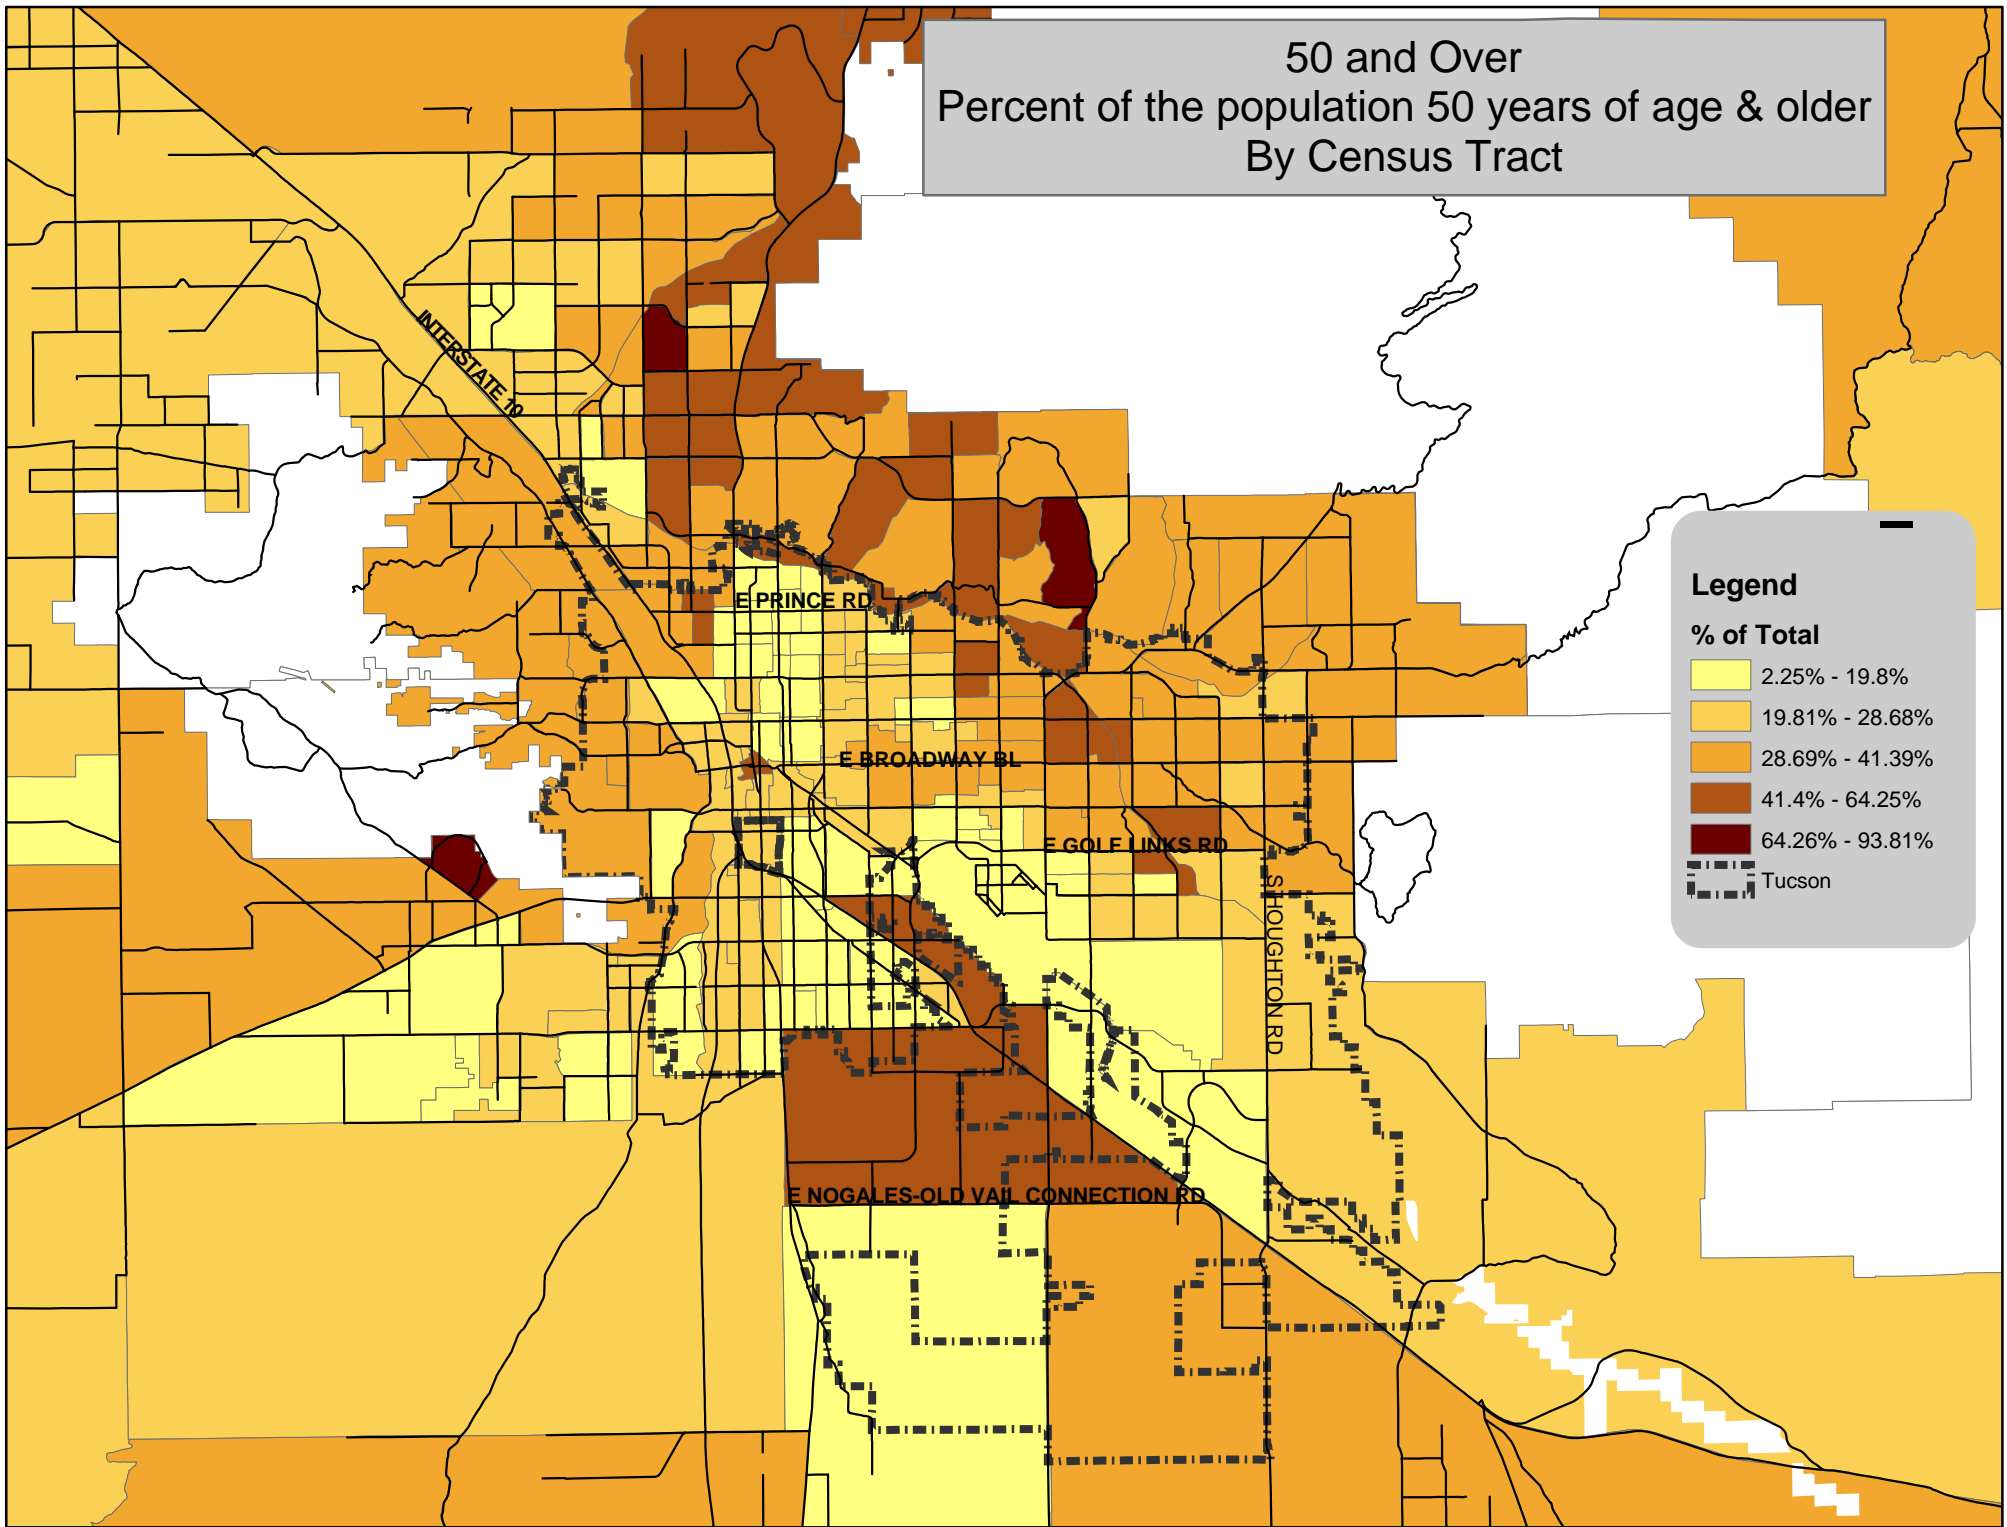 50 and Over
Percent of the population 50 years of age & older
By Census Tract
INTERSTATE 10
E PRINCE RD
E BROADWAY BL
E GOLF LINKS RD
S HOUGHTON RD
E NOGALES-OLD VAIL CONNECTION RD
Legend
% of Total
2.25% - 19.8%
19.81% - 28.68%
28.69% - 41.39%
41.4% - 64.25%
64.26% - 93.81%
Tucson